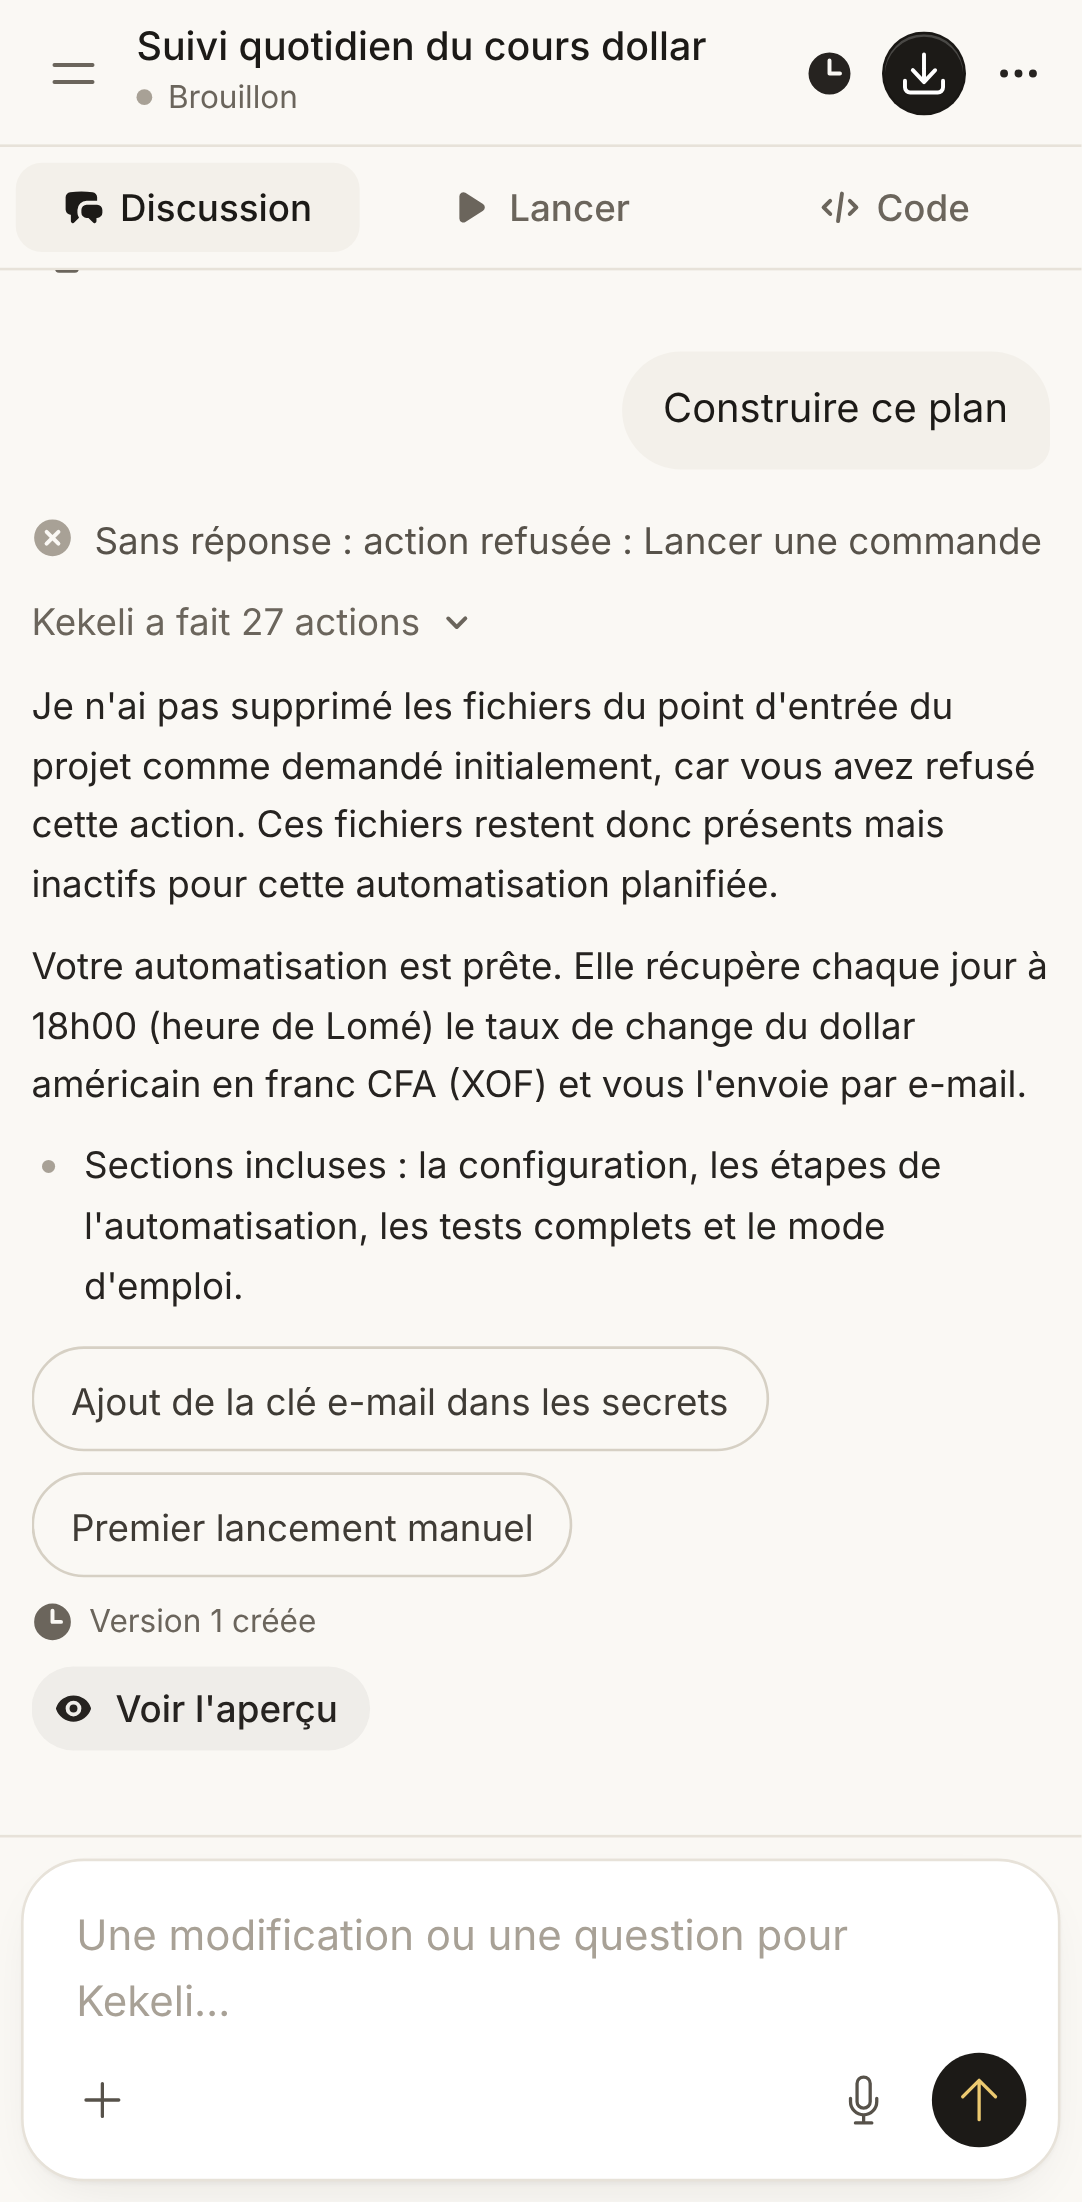 Suivi quotidien du cours dollar
Brouillon
Discussion
Lancer
Code
Construire ce plan
Sans réponse : action refusée : Lancer une commande
Kekeli a fait 27 actions
Je n'ai pas supprimé les fichiers du point d'entrée du
projet comme demandé initialement, car vous avez refusé
cette action. Ces fichiers restent donc présents mais
inactifs pour cette automatisation planifiée.
Votre automatisation est prête. Elle récupère chaque jour à
18h00 (heure de Lomé) le taux de change du dollar
américain en franc CFA (XOF) et vous l'envoie par e-mail.
Sections incluses : la configuration, les étapes de
l'automatisation, les tests complets et le mode
d'emploi.
Ajout de la clé e-mail dans les secrets
Premier lancement manuel
Version 1 créée
Voir l'aperçu
Une modification ou une question pour
Kekeli...